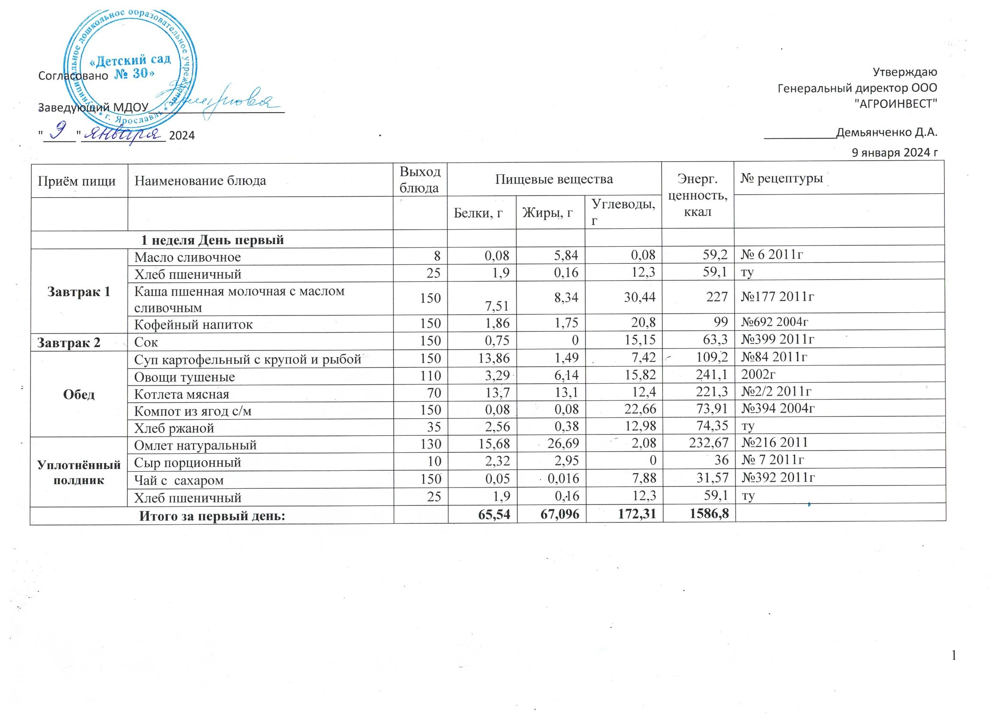 муниципальное дошкольное образовательное учреждение * г. Ярославль *
«Детский сад
№ 30»
Согласовано
Заведующий МДОУ
" 9 " января 2024
Утверждаю
Генеральный директор ООО
"АГРОИНВЕСТ"
Демьянченко Д.А.
9 января 2024 г
Приём пищи Наименование блюда Выход блюда Пищевые вещества Энерг. ценность, ккал № рецептуры
Белки, г Жиры, г Углеводы, г
1 неделя День первый
Завтрак 1
Масло сливочное 8 0,08 5,84 0,08 59,2 № 6 2011г
Хлеб пшеничный 25 1,9 0,16 12,3 59,1 ту
Каша пшенная молочная с маслом сливочным 150 7,51 8,34 30,44 227 №177 2011г
Кофейный напиток 150 1,86 1,75 20,8 99 №692 2004г
Завтрак 2 Сок 150 0,75 0 15,15 63,3 №399 2011г
Обед
Суп картофельный с крупой и рыбой 150 13,86 1,49 7,42 109,2 №84 2011г
Овощи тушеные 110 3,29 6,14 15,82 241,1 2002г
Котлета мясная 70 13,7 13,1 12,4 221,3 №2/2 2011г
Компот из ягод с/м 150 0,08 0,08 22,66 73,91 №394 2004г
Хлеб ржаной 35 2,56 0,38 12,98 74,35 ту
Уплотнённый полдник
Омлет натуральный 130 15,68 26,69 2,08 232,67 №216 2011
Сыр порционный 10 2,32 2,95 0 36 № 7 2011г
Чай с сахаром 150 0,05 0,016 7,88 31,57 №392 2011г
Хлеб пшеничный 25 1,9 0,16 12,3 59,1 ту
Итого за первый день: 65,54 67,096 172,31 1586,8
1